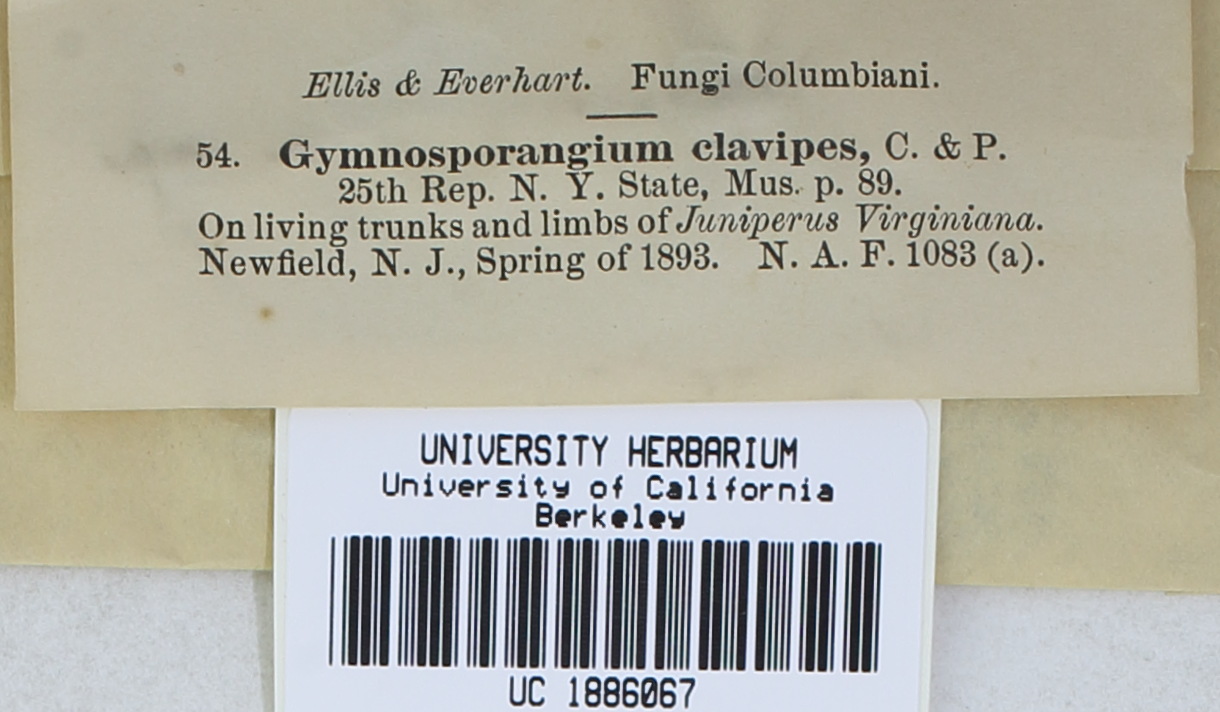 Ellis & Everhart. Fungi Columbiani.
54. Gymnosporangium clavipes, C. & P.
25th Rep. N. Y. State, Mus. p. 89.
On living trunks and limbs of Juniperus Virginiana.
Newfield, N. J., Spring of 1893. N. A. F. 1083 (a).
UNIVERSITY HERBARIUM
University of California
Berkeley
UC 1886067